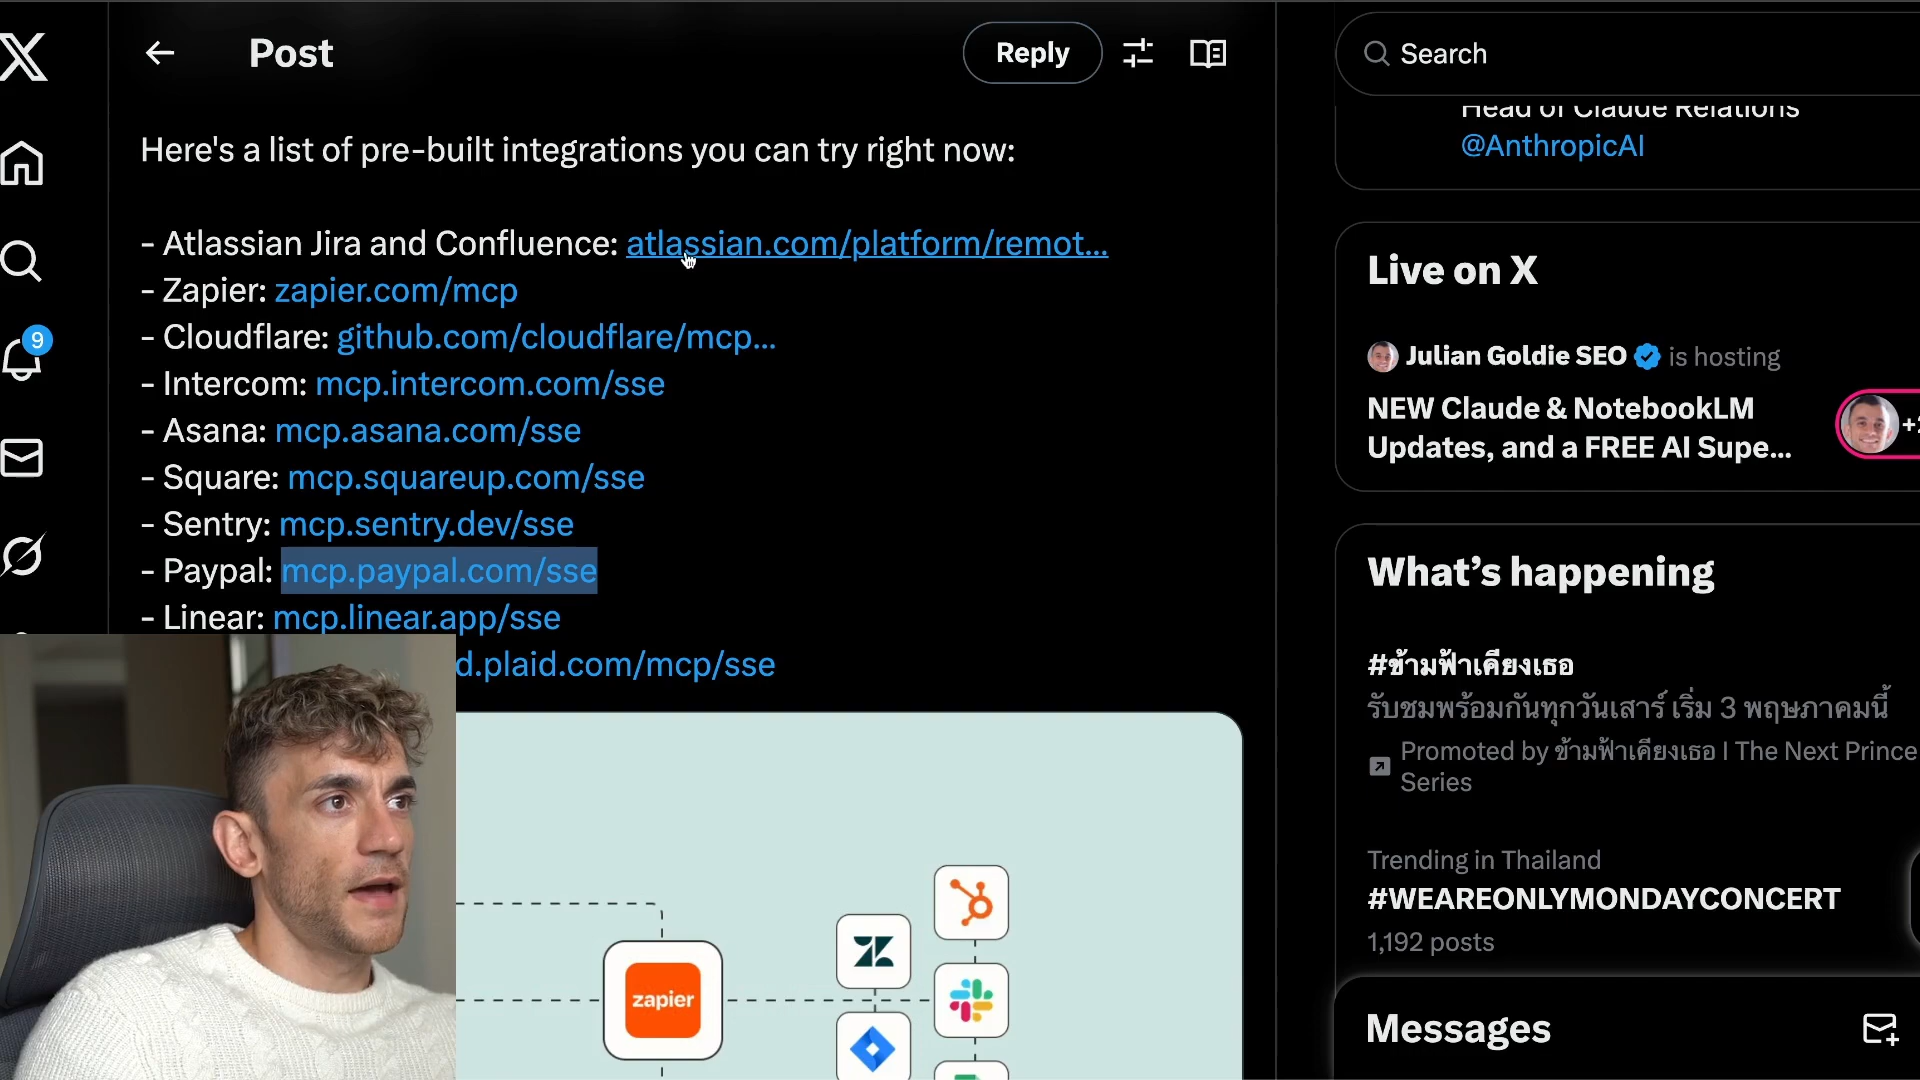 Post
Reply
Here's a list of pre-built integrations you can try right now:
- Atlassian Jira and Confluence: atlassian.com/platform/remot...
- Zapier: zapier.com/mcp
- Cloudflare: github.com/cloudflare/mcp...
- Intercom: mcp.intercom.com/sse
- Asana: mcp.asana.com/sse
- Square: mcp.squareup.com/sse
- Sentry: mcp.sentry.dev/sse
- Paypal: mcp.paypal.com/sse
- Linear: mcp.linear.app/sse
d.plaid.com/mcp/sse
zapier
9
Search
Head of Claude Relations
@AnthropicAI
Live on X
Julian Goldie SEO is hosting
NEW Claude & NotebookLM
Updates, and a FREE AI Supe...
What's happening
#ข้ามฟ้าเคียงเธอ
รับชมพร้อมกันทุกวันเสาร์ เริ่ม 3 พฤษภาคมนี้
Promoted by ข้ามฟ้าเคียงเธอ | The Next Prince
Series
Trending in Thailand
#WEAREONLYMONDAYCONCERT
1,192 posts
Messages